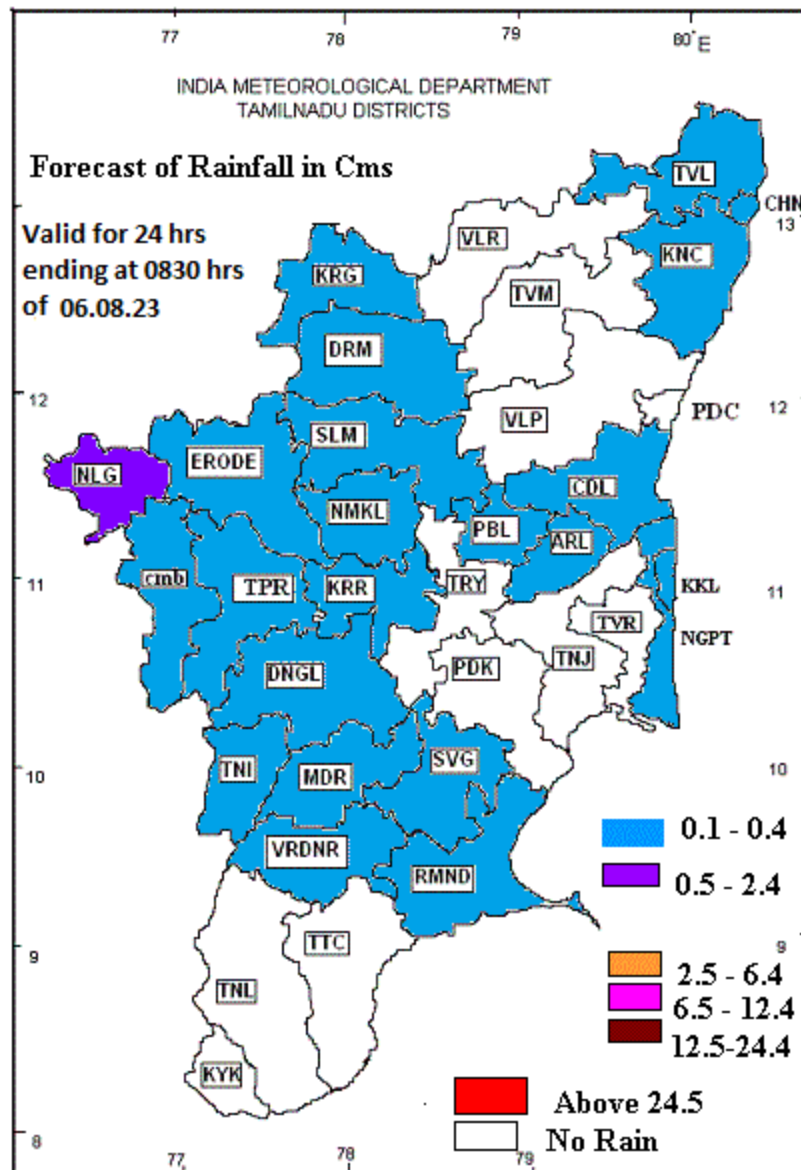 77 78 79 80°E
INDIA METEOROLOGICAL DEPARTMENT
TAMILNADU DISTRICTS
Forecast of Rainfall in Cms
Valid for 24 hrs
ending at 0830 hrs
of 06.08.23
TVL
CHN
13
VLR
KNC
KRG
TVM
DRM
12
12
PDC
VLP
SLM
ERODE
NLG
CDL
NMKL
PBL
ARL
11
cmb
TPR
KRR
TRY
KKL
11
TVR
NGPT
DNGL
PDK
TNJ
10
TNI
MDR
SVG
10
0.1 - 0.4
VRDNR
RMND
0.5 - 2.4
9
TTC
9
2.5 - 6.4
TNL
6.5 - 12.4
12.5-24.4
KYK
Above 24.5
No Rain
8
77 78 79